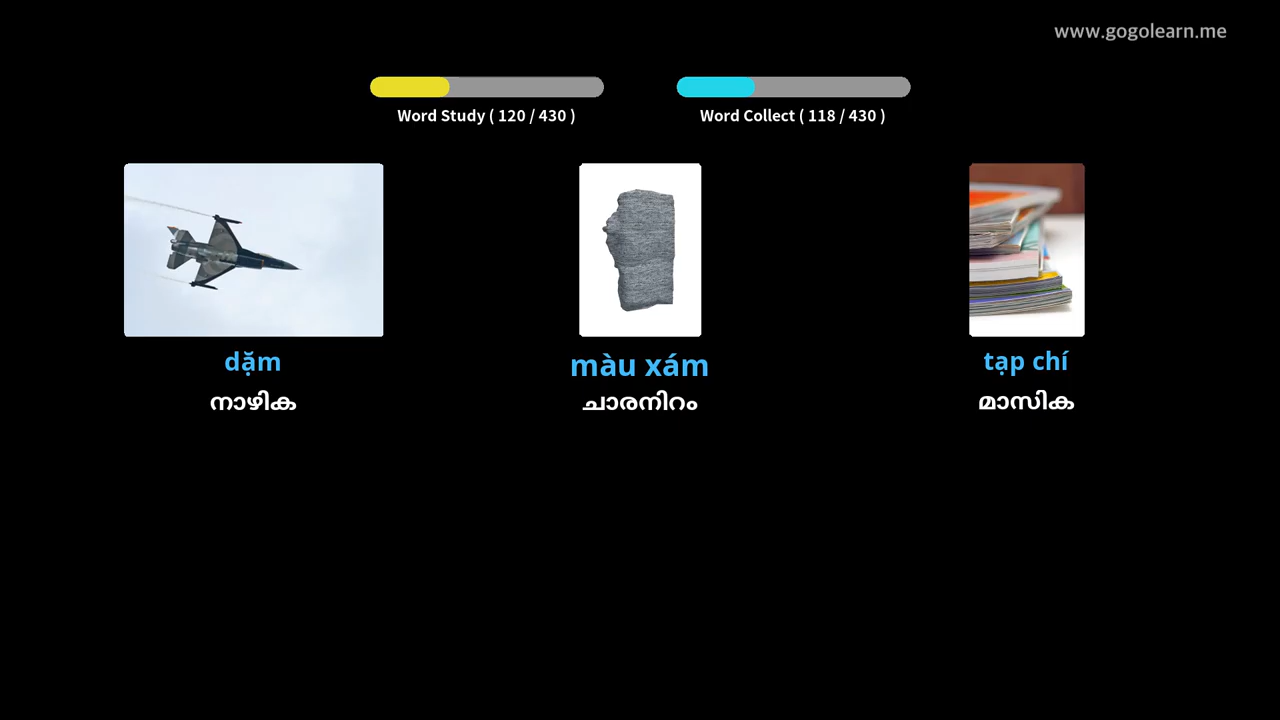 www.gogolearn.me
Word Study ( 120 / 430 )
Word Collect ( 118 / 430 )
dặm
màu xám
tạp chí
നാഴിക
ചാരനിറം
മാസിക